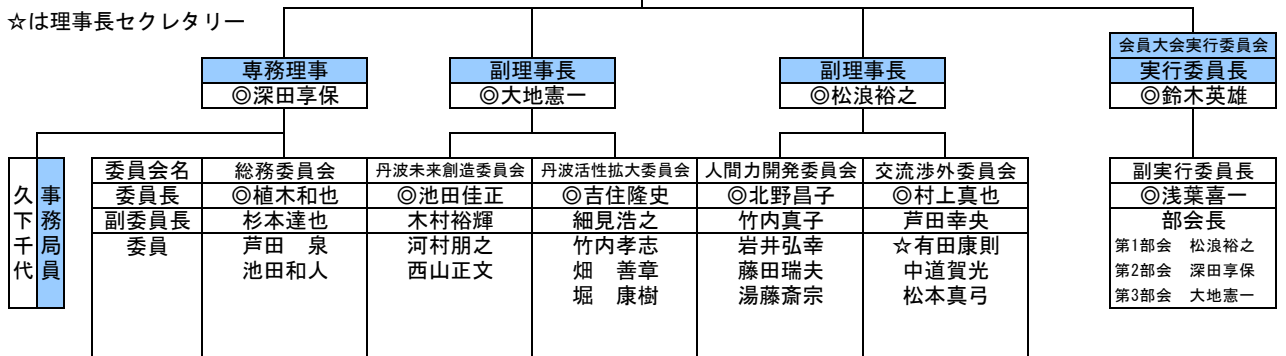 ☆は理事長セクレタリー
会員大会実行委員会
専務理事 副理事長 副理事長 実行委員長
◎深田享保 ◎大地憲一 ◎松浪裕之 ◎鈴木英雄
事務局員
久下千代
委員会名 総務委員会 丹波未来創造委員会 丹波活性拡大委員会 人間力開発委員会 交流渉外委員会
委員長 ◎植木和也 ◎池田佳正 ◎吉住隆史 ◎北野昌子 ◎村上真也
副委員長 杉本達也 木村裕輝 細見浩之 竹内真子 芦田幸央
委員 芦田　泉 河村朋之 竹内孝志 岩井弘幸 ☆有田康則
池田和人 西山正文 畑　善章 藤田瑞夫 中道賀光
堀　康樹 湯藤斎宗 松本真弓
副実行委員長
◎浅葉喜一
部会長
第1部会　松浪裕之
第2部会　深田享保
第3部会　大地憲一